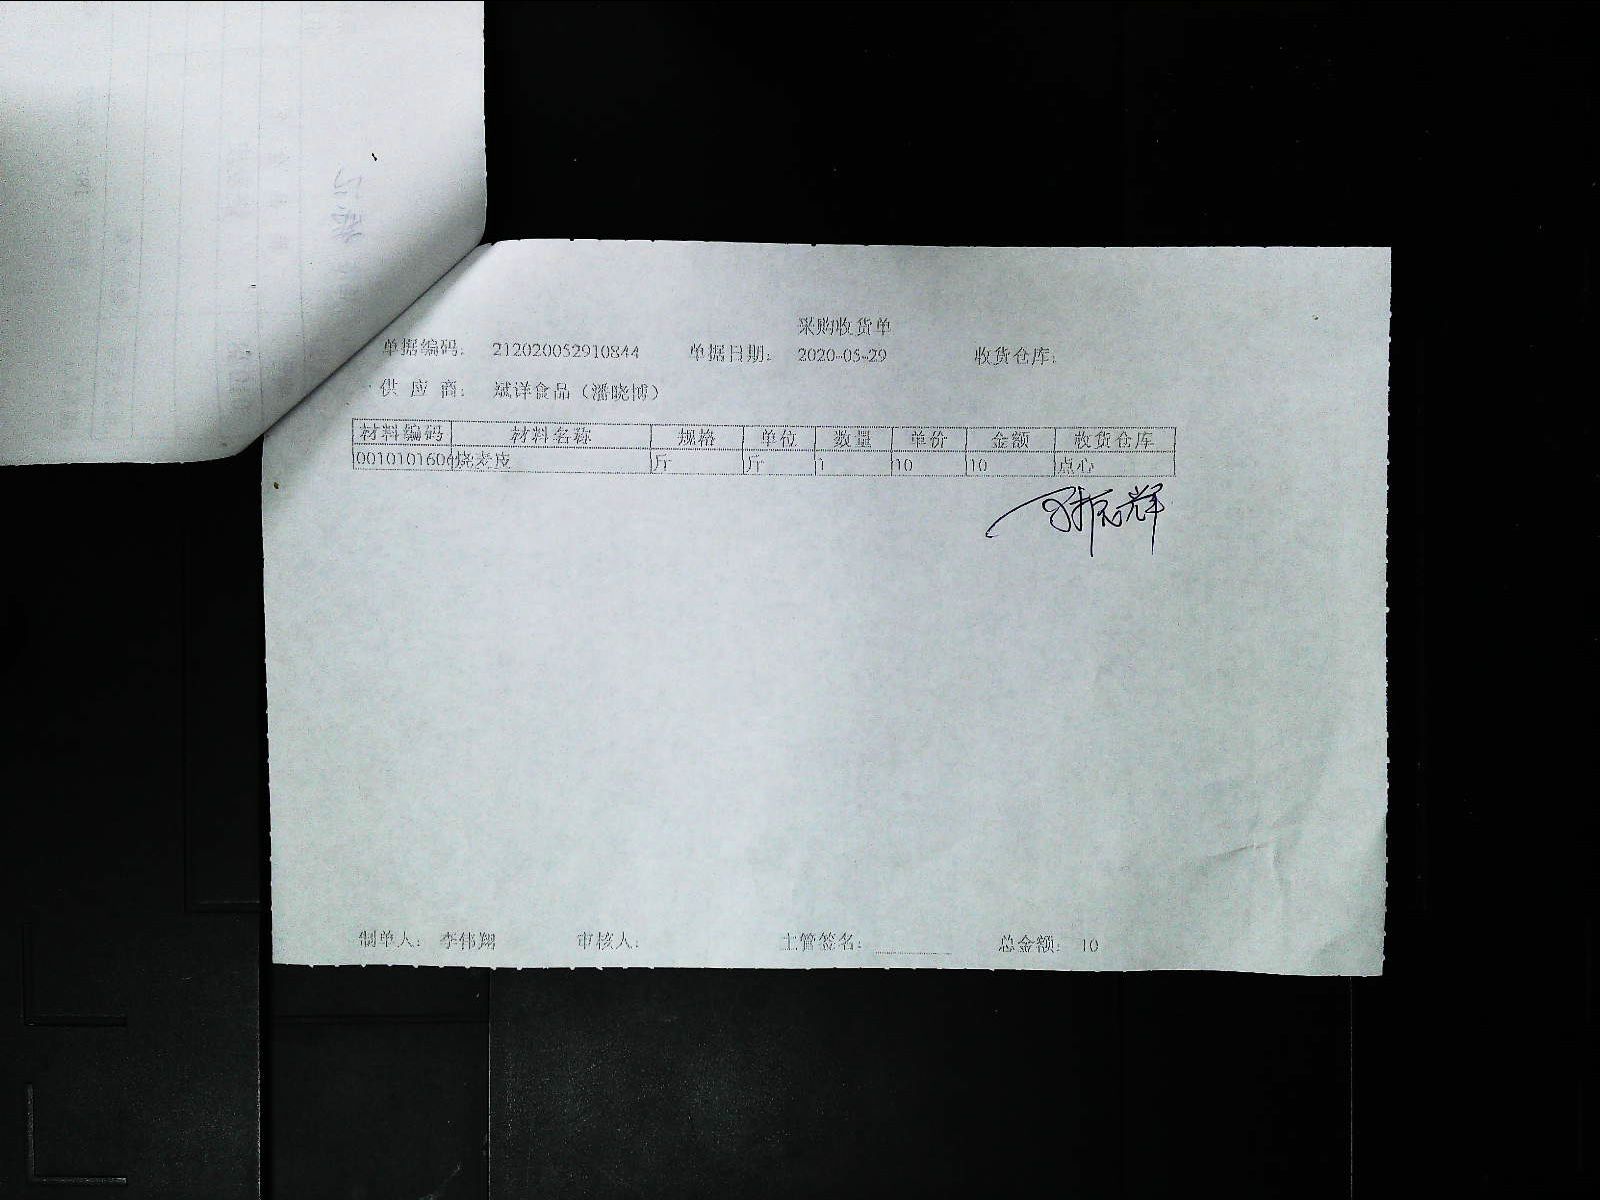 采购收货单
单据编码： 212020052910844 单据日期： 2020-05-29 收货仓库：
供 应 商： 斌洋食品（潘晓博）
材料编码 材料名称 规格 单位 数量 单价 金额 收货仓库
0010101606 烧麦皮 斤 斤 1 10 10 点心
制单人： 李伟翔 审核人： 主管签名： 总金额： 10